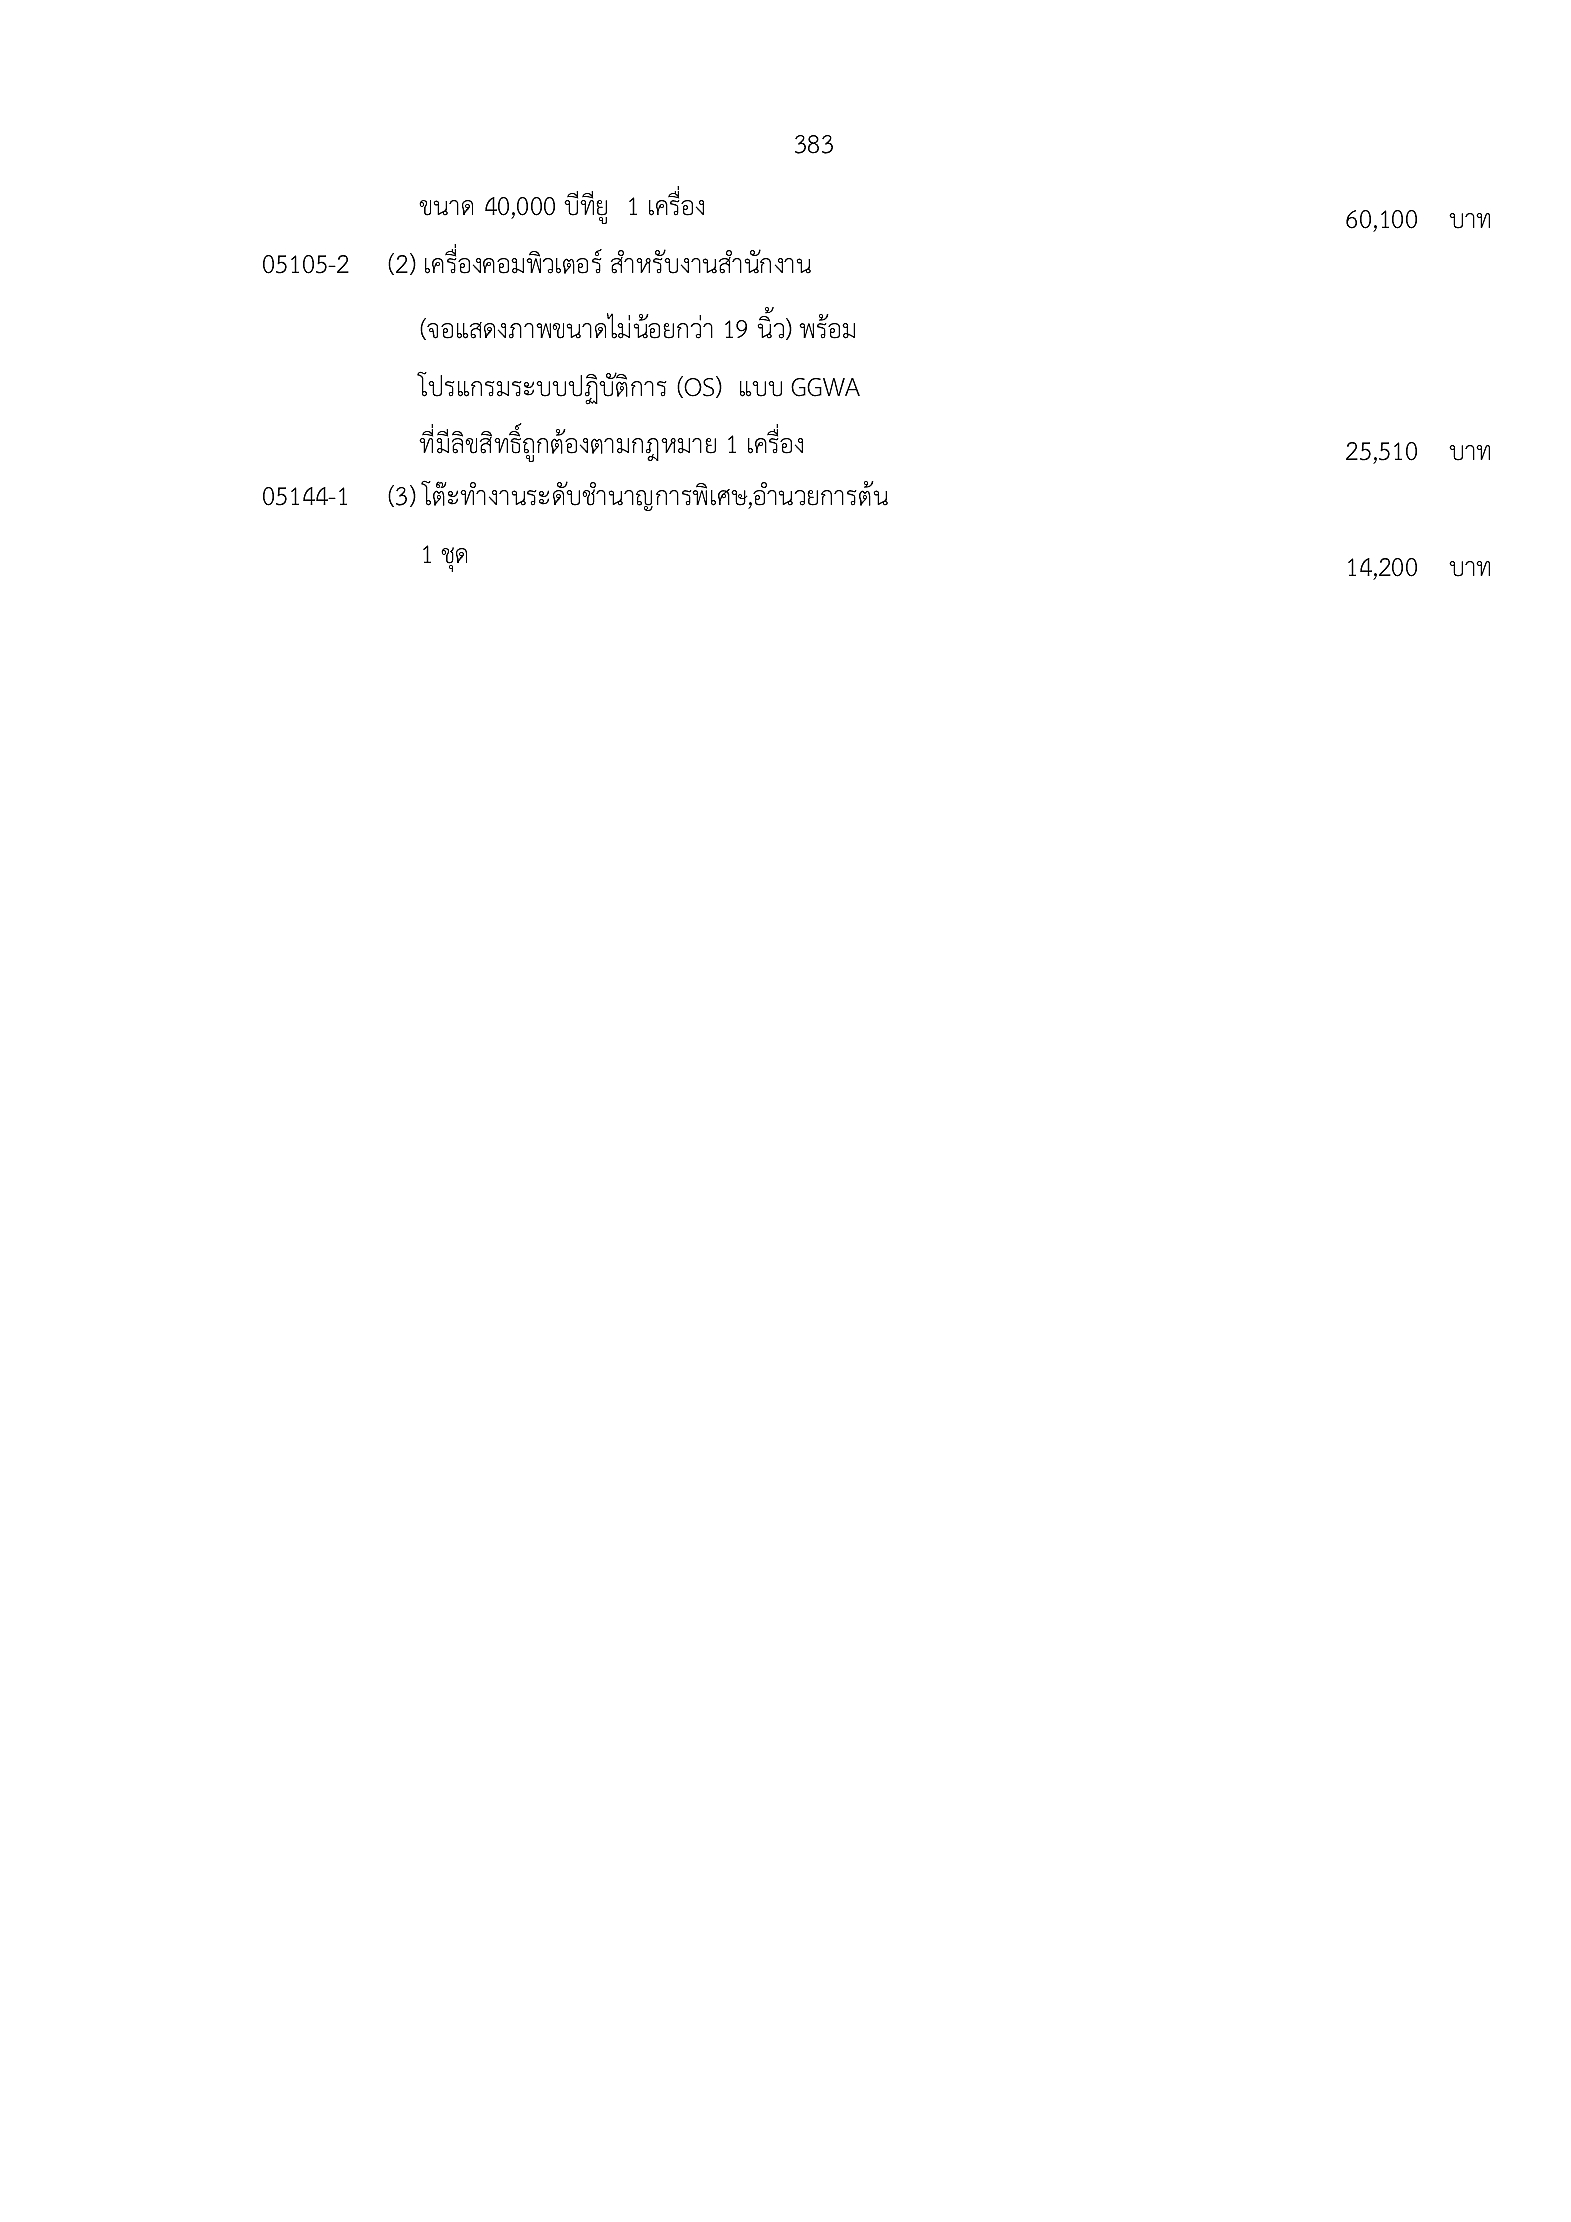 383
ขนาด 40,000 บีทียู 1 เครื่อง 60,100 บาท
05105-2 (2) เครื่องคอมพิวเตอร์ สำหรับงานสำนักงาน
(จอแสดงภาพขนาดไม่น้อยกว่า 19 นิ้ว) พร้อม
โปรแกรมระบบปฏิบัติการ (OS) แบบ GGWA
ที่มีลิขสิทธิ์ถูกต้องตามกฎหมาย 1 เครื่อง 25,510 บาท
05144-1 (3) โต๊ะทำงานระดับชำนาญการพิเศษ,อำนวยการต้น
1 ชุด 14,200 บาท